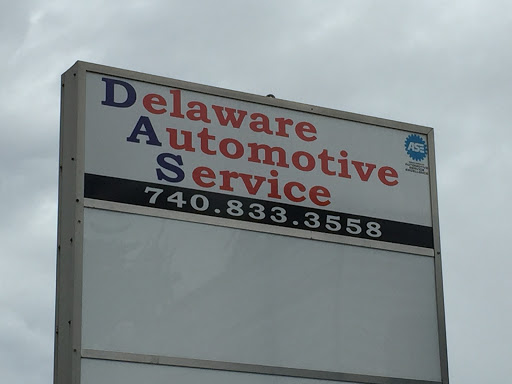 Delaware
Automotive
Service
740.833.3558
ASE